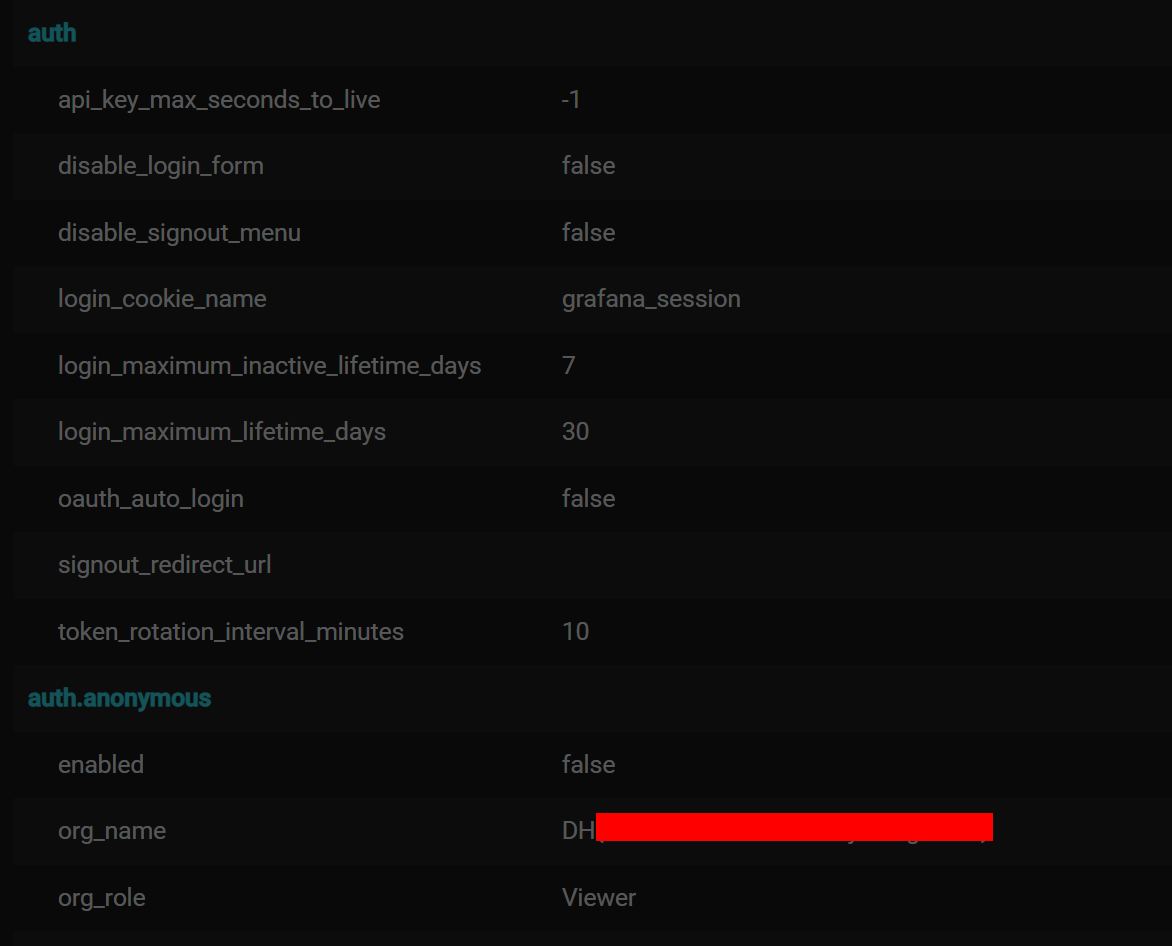 auth
api_key_max_seconds_to_live -1
disable_login_form false
disable_signout_menu false
login_cookie_name grafana_session
login_maximum_inactive_lifetime_days 7
login_maximum_lifetime_days 30
oauth_auto_login false
signout_redirect_url
token_rotation_interval_minutes 10
auth.anonymous
enabled false
org_name DH
org_role Viewer